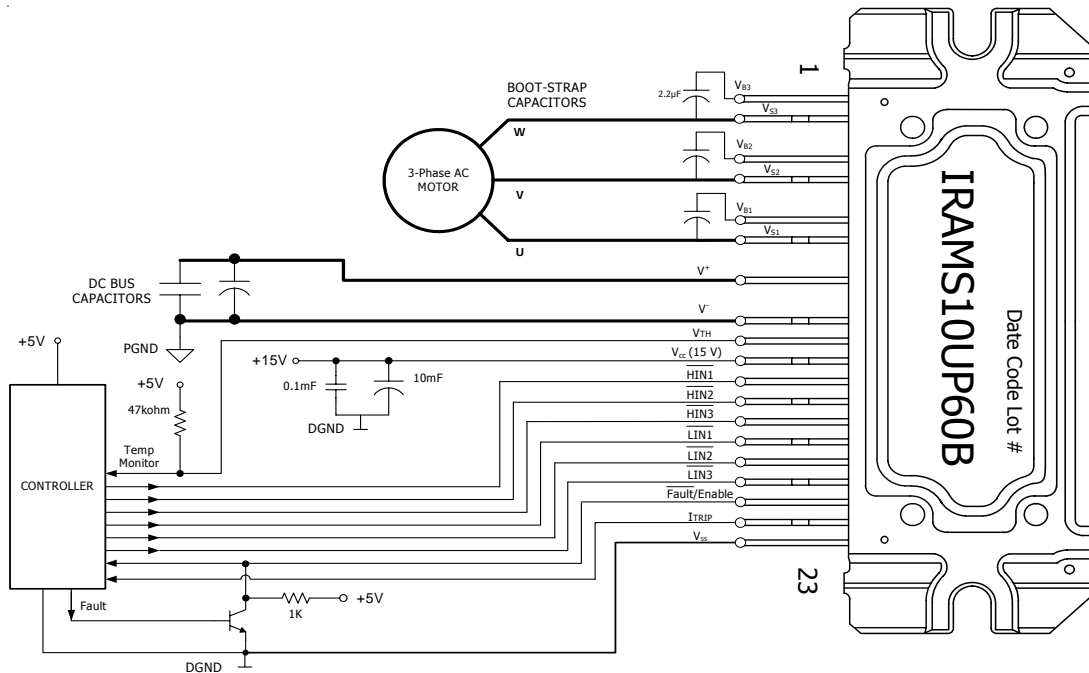 1
BOOT-STRAP
CAPACITORS
2.2µF
VB3
VS3
W
VB2
3-Phase AC
MOTOR
VS2
V
VB1
VS1
U
V+
DC BUS
CAPACITORS
V-
+5V
PGND
VTH
+15V
Vcc (15 V)
+5V
0.1mF
10mF
HIN1
HIN2
47kohm
HIN3
DGND
LIN1
Temp
Monitor
LIN2
LIN3
CONTROLLER
Fault/Enable
ITRIP
Vss
23
Fault
+5V
1K
DGND
IRAMS10UP60B
Date Code Lot #